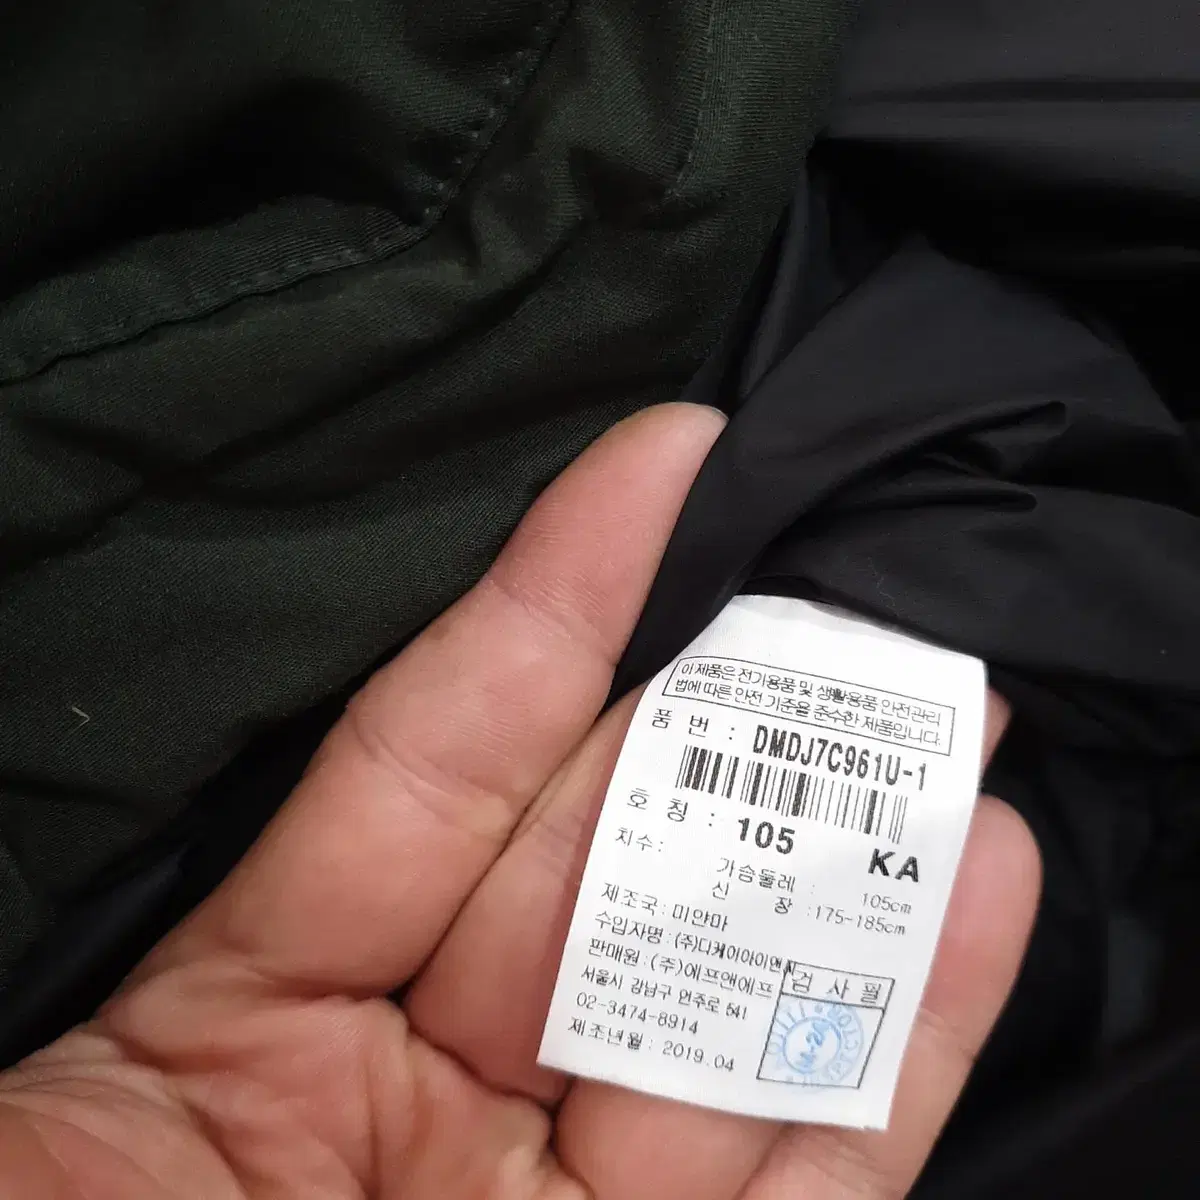 이 제품은 전기용품 및 생활용품 안전관리
법에 따른 안전 기준을 준수한 제품입니다.
품 번 : DMDJ7C961U-1
호 칭 : 105 KA
치수:
가슴둘레 : 105cm
신 장 :175~185cm
제조국: 미얀마
수입자명 : (주)디케이아이앤지
판매원 : (주)에프앤에프
서울시 강남구 언주로 541
02-3474-8914
제조년월 : 2019.04
검 사 필